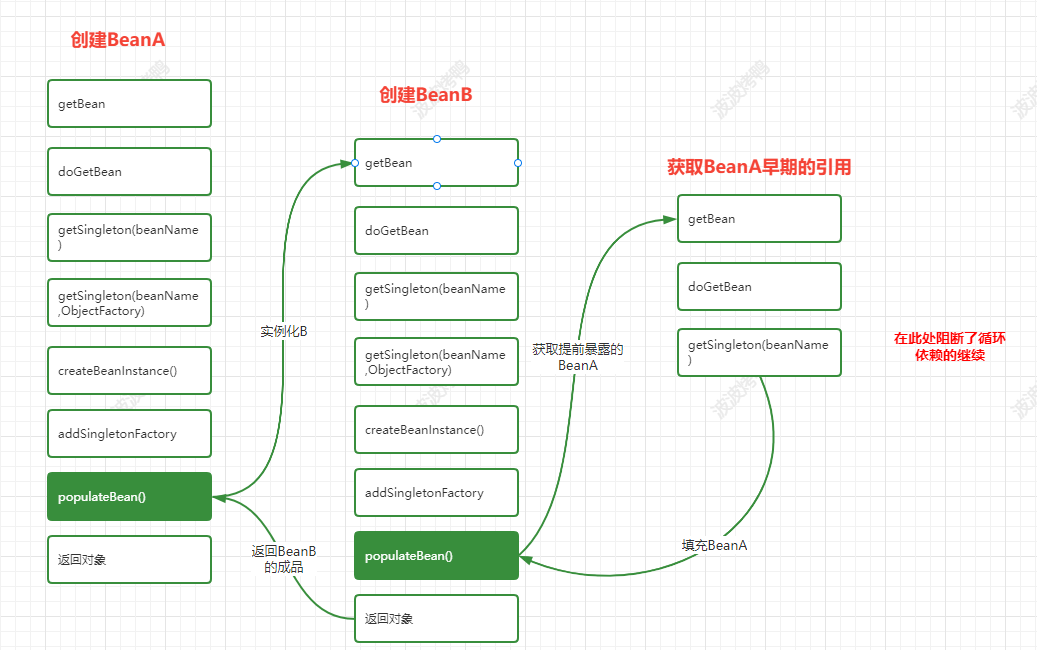 创建BeanA
getBean
doGetBean
getSingleton(beanName
)
getSingleton(beanName
,ObjectFactory)
createBeanInstance()
addSingletonFactory
populateBean()
返回对象
实例化B
返回BeanB
的成品
创建BeanB
getBean
doGetBean
getSingleton(beanName
)
getSingleton(beanName
,ObjectFactory)
createBeanInstance()
addSingletonFactory
populateBean()
返回对象
获取提前暴露的
BeanA
填充BeanA
获取BeanA早期的引用
getBean
doGetBean
getSingleton(beanName
)
在此处阻断了循环
依赖的继续
波波烤鸭
波波烤鸭